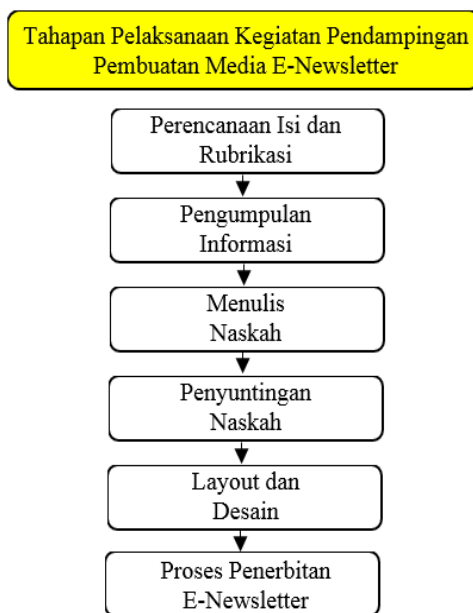 Tahapan Pelaksanaan Kegiatan Pendampingan
Pembuatan Media E-Newsletter
Perencanaan Isi dan
Rubrikasi
Pengumpulan
Informasi
Menulis
Naskah
Penyuntingan
Naskah
Layout dan
Desain
Proses Penerbitan
E-Newsletter